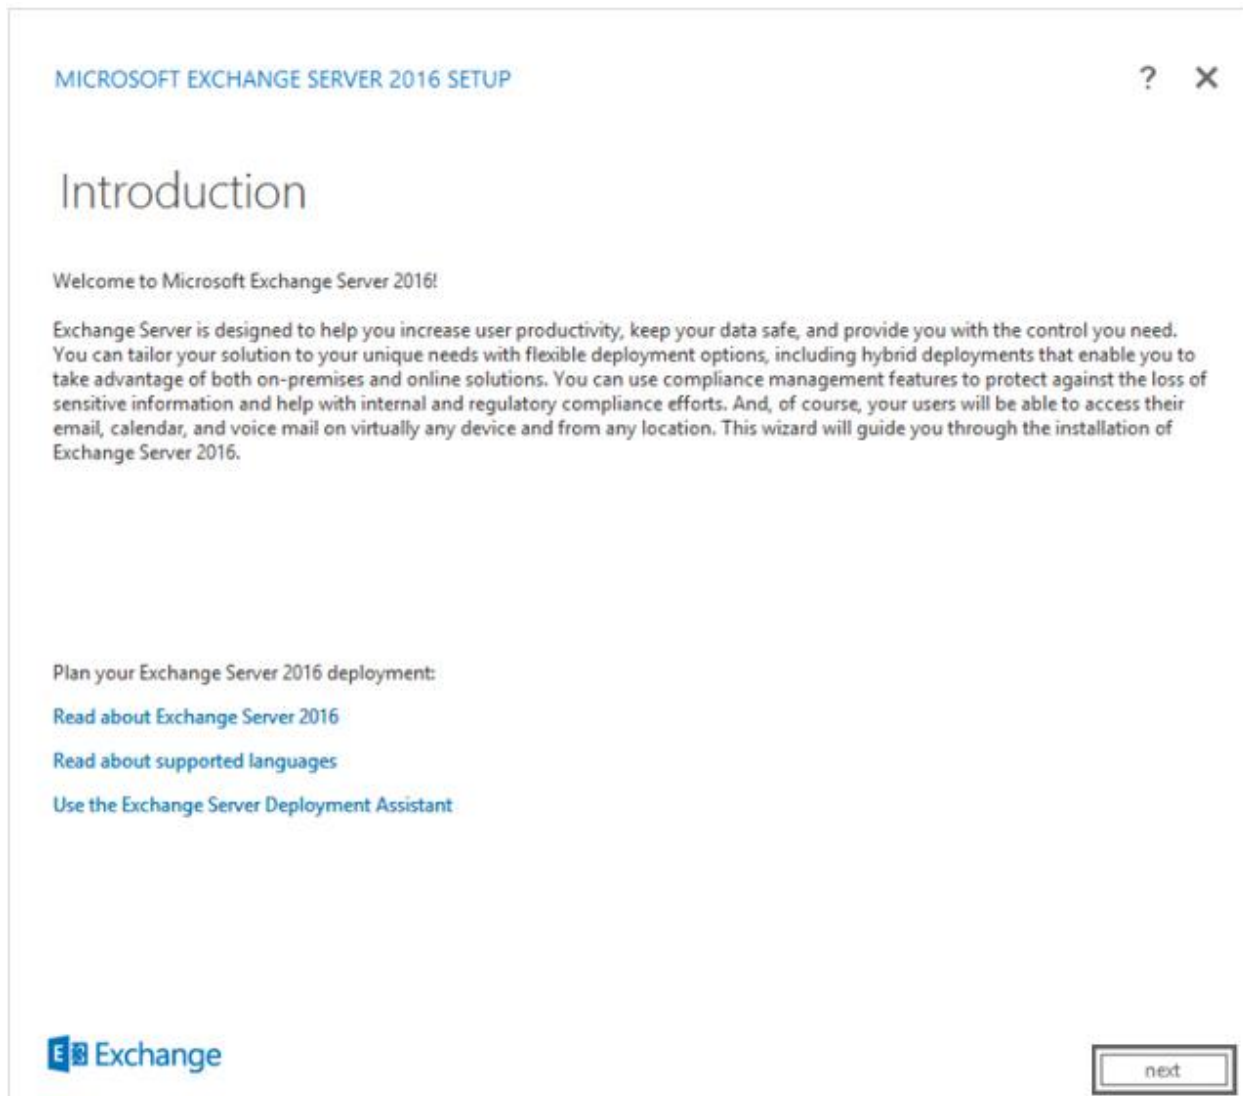 MICROSOFT EXCHANGE SERVER 2016 SETUP
?
Introduction
Welcome to Microsoft Exchange Server 2016!
Exchange Server is designed to help you increase user productivity, keep your data safe, and provide you with the control you need.
You can tailor your solution to your unique needs with flexible deployment options, including hybrid deployments that enable you to
take advantage of both on-premises and online solutions. You can use compliance management features to protect against the loss of
sensitive information and help with internal and regulatory compliance efforts. And, of course, your users will be able to access their
email, calendar, and voice mail on virtually any device and from any location. This wizard will guide you through the installation of
Exchange Server 2016.
Plan your Exchange Server 2016 deployment:
Read about Exchange Server 2016
Read about supported languages
Use the Exchange Server Deployment Assistant
E Exchange
next